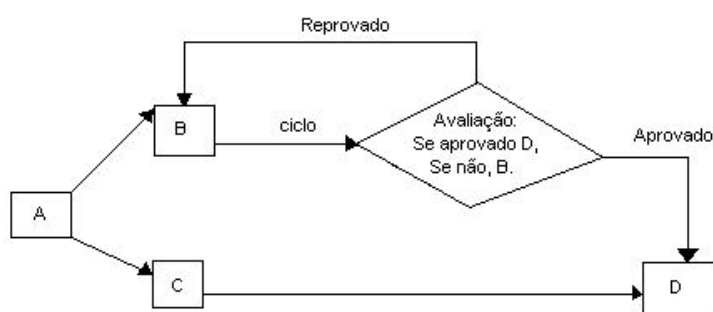 Reprovado
B
ciclo
Avaliação:
Se aprovado D,
Se não, B.
Aprovado
A
C
D